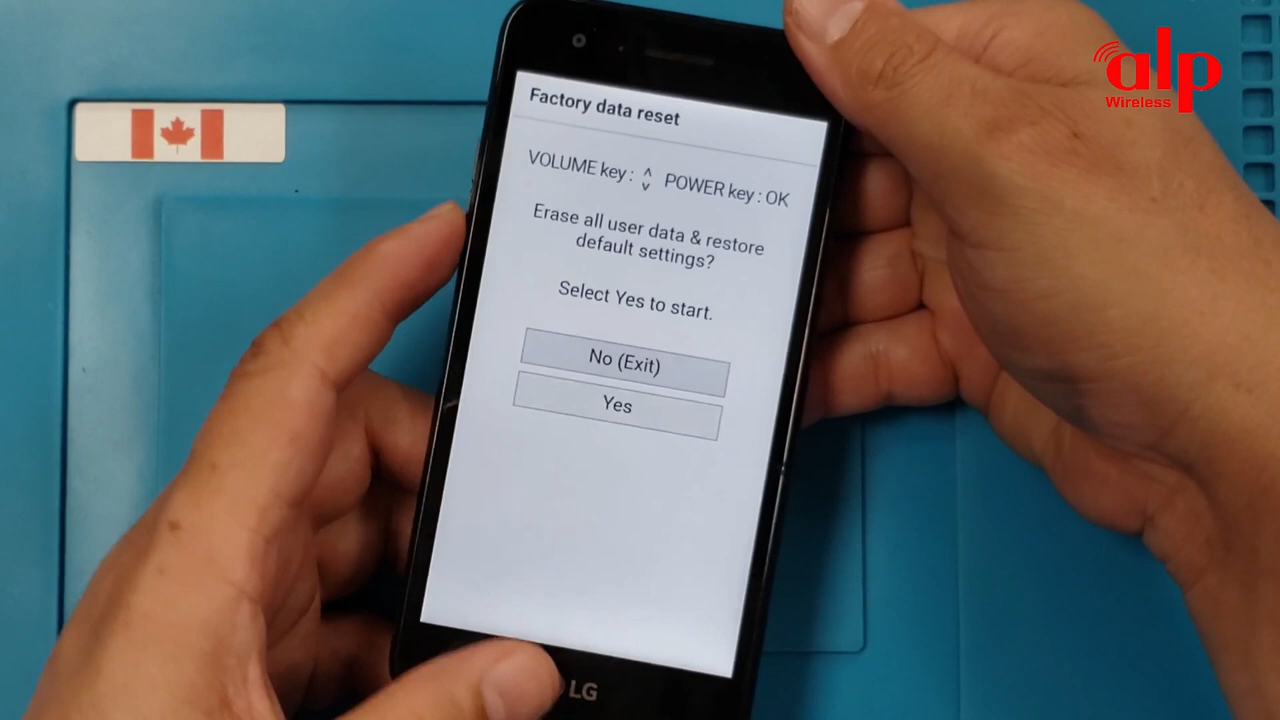 alp
Wireless
Factory data reset
VOLUME key : ^ v POWER key : OK
Erase all user data & restore
default settings?
Select Yes to start.
No (Exit)
Yes
LG